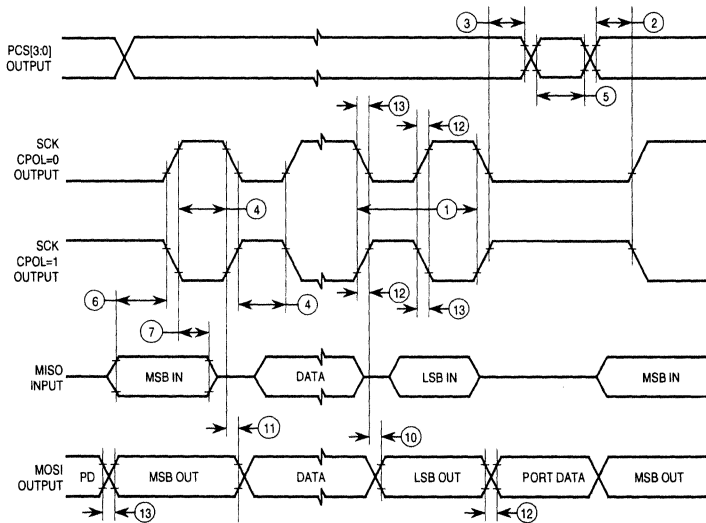 3
2
PCS[3:0]
OUTPUT
5
13
12
SCK
CPOL=0
OUTPUT
4
1
SCK
CPOL=1
OUTPUT
6
4
12
13
7
MISO
INPUT
MSB IN
DATA
LSB IN
MSB IN
11
10
MOSI
OUTPUT
PD
MSB OUT
DATA
LSB OUT
PORT DATA
MSB OUT
13
12